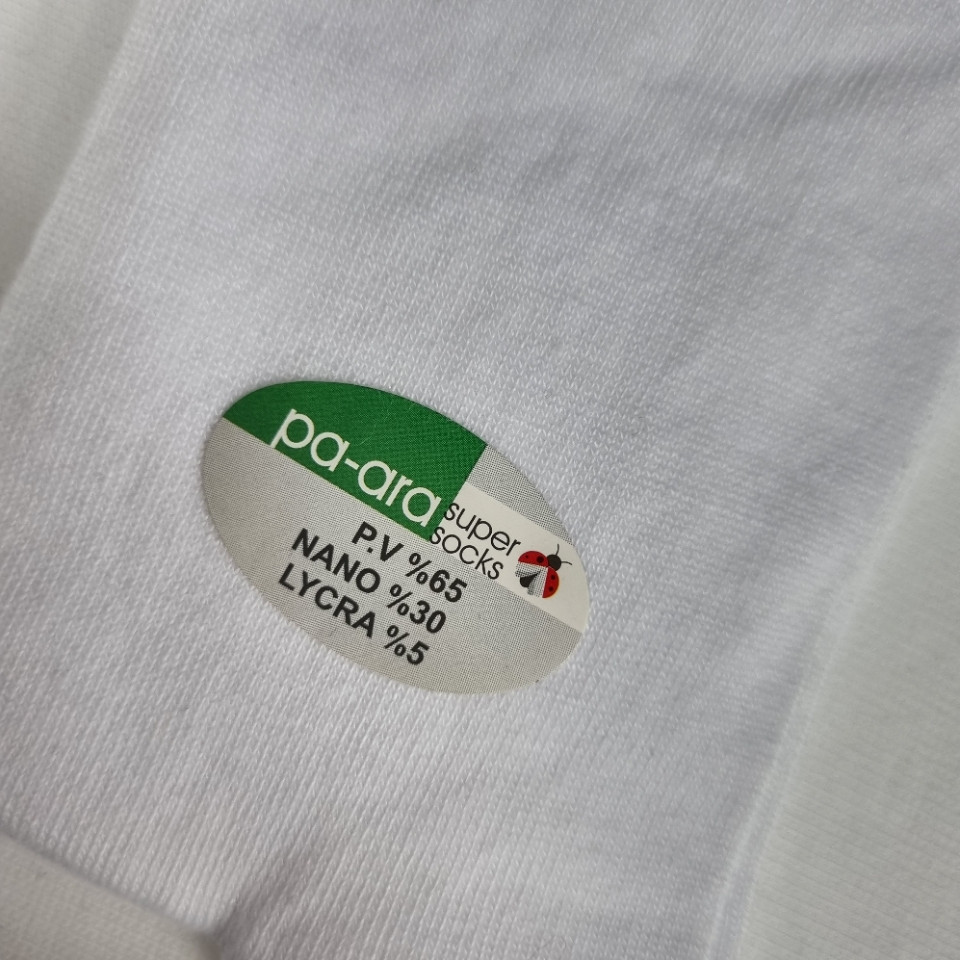 pa-ara
super
socks
P.V %65
NANO %30
LYCRA %5